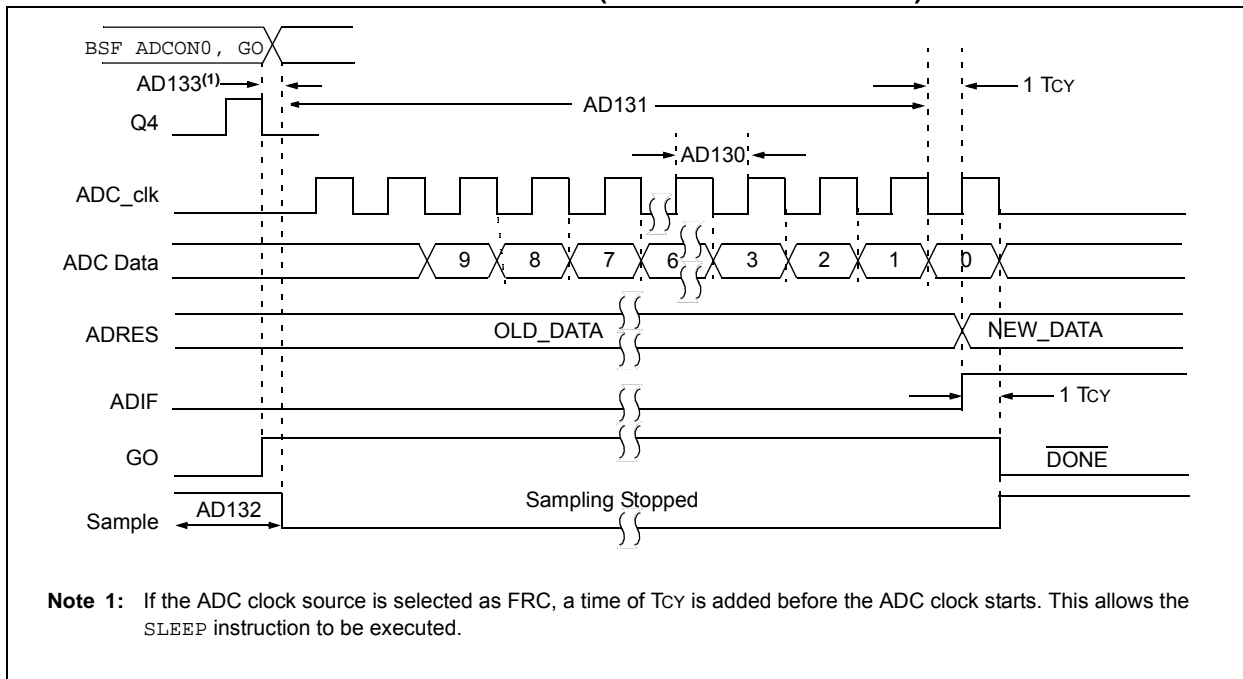 BSF ADCON0, GO
AD133(1)
1 TCY
AD131
Q4
AD130
ADC_clk
ADC Data
9 8 7 6 3 2 1 0
ADRES
OLD_DATA
NEW_DATA
ADIF
1 TCY
GO
DONE
AD132
Sampling Stopped
Sample
Note 1: If the ADC clock source is selected as FRC, a time of TCY is added before the ADC clock starts. This allows the
SLEEP instruction to be executed.